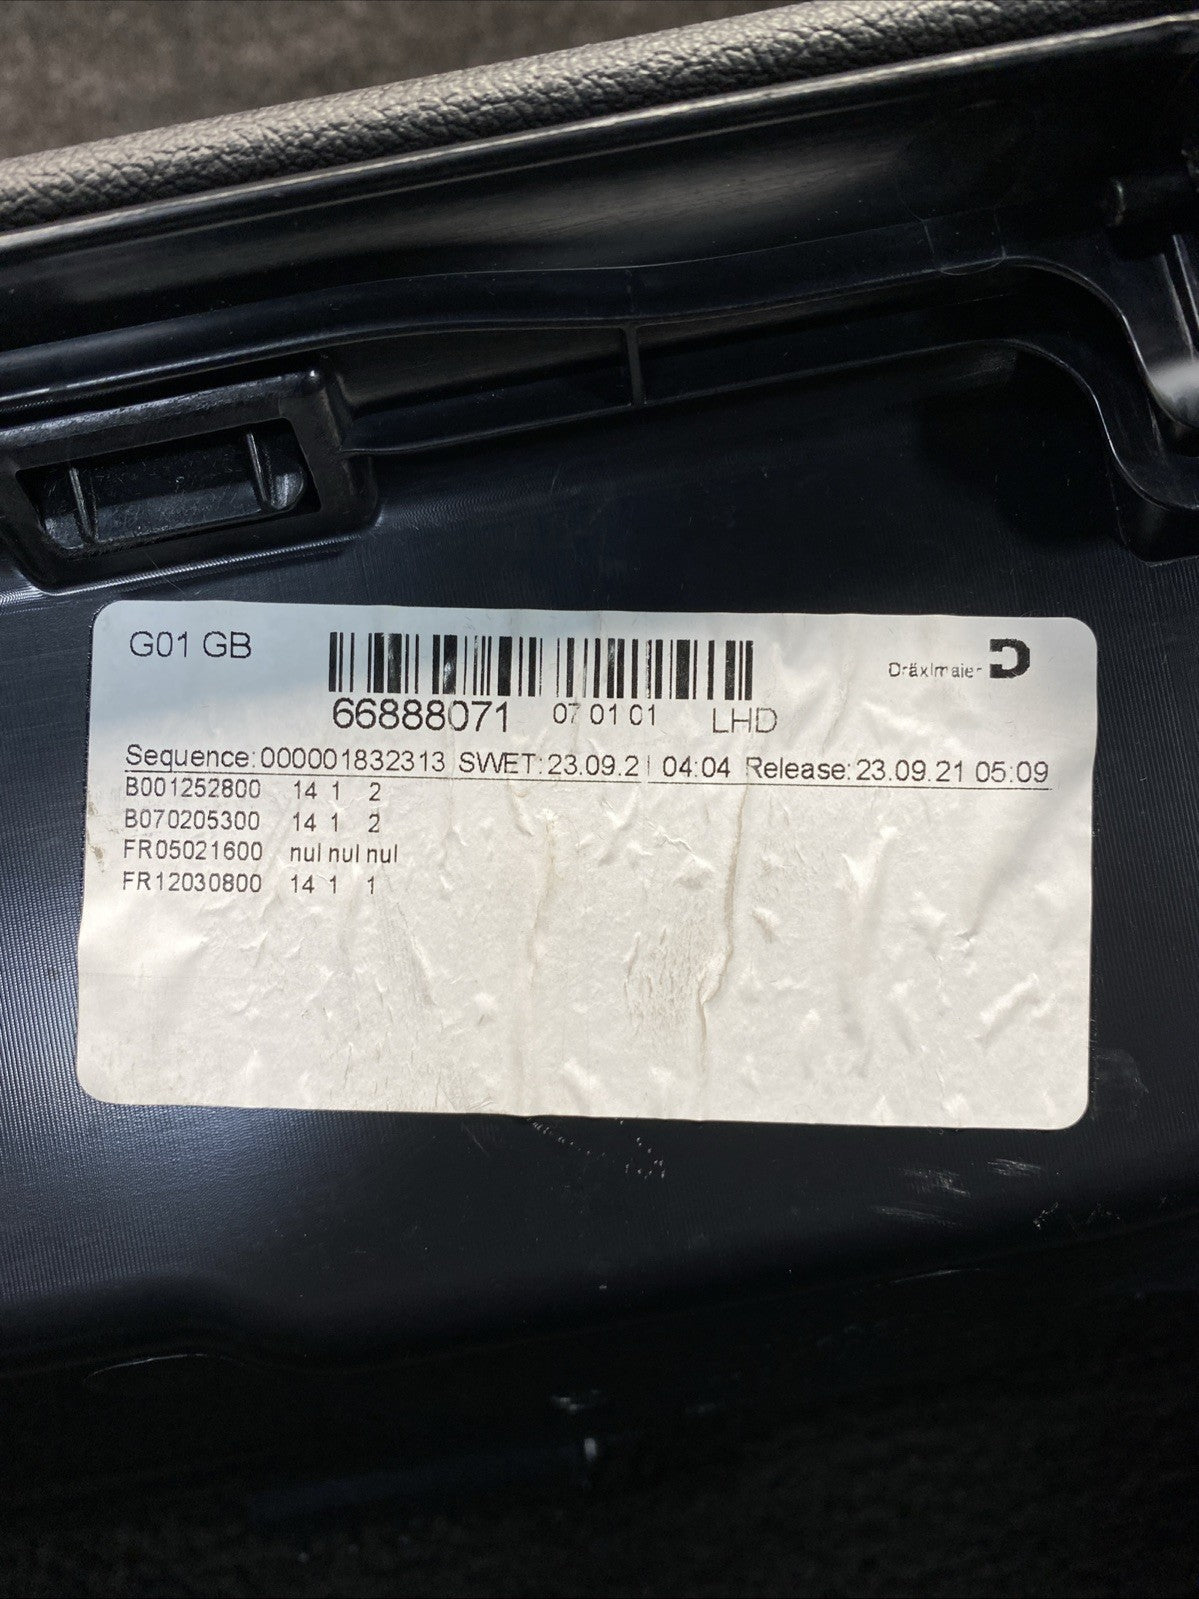 G01 GB
Dräxlmaier
66888071 07 01 01 LHD
Sequence: 000001832313 SWET: 23.09.21 04:04 Release: 23.09.21 05:09
B001252800 14 1 2
B070205300 14 1 2
FR05021600 nul nul nul
FR12030800 14 1 1